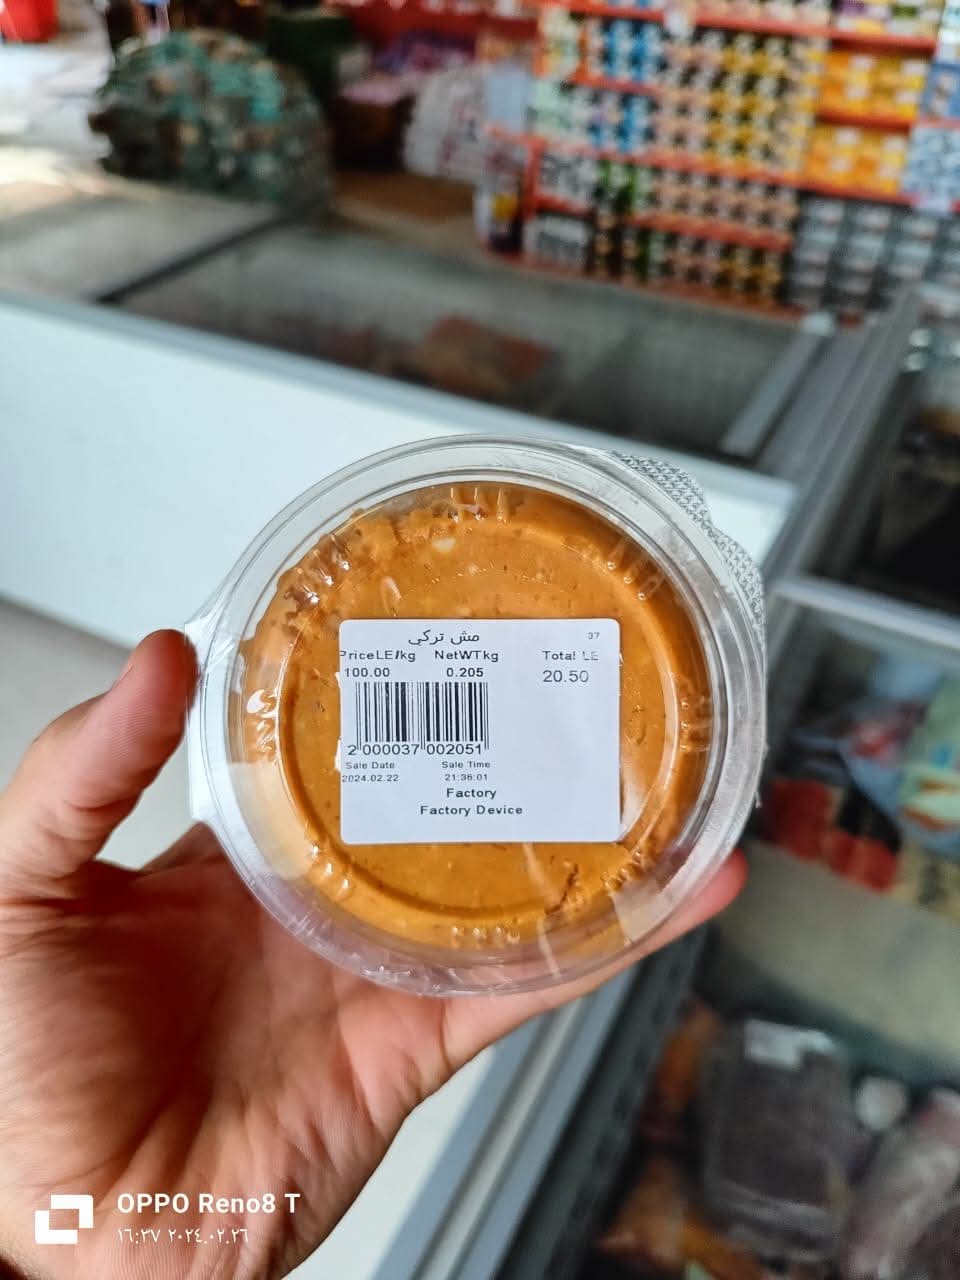 مش تركي
37
PriceLE/kg NetWTkg Total LE
100.00 0.205 20.50
2 000037 002051
Sale Date Sale Time
2024.02.22 21:36:01
Factory
Factory Device
OPPO Reno8 T
٢٠٢٤.٠٢.٢٦ ١٦:٣٧